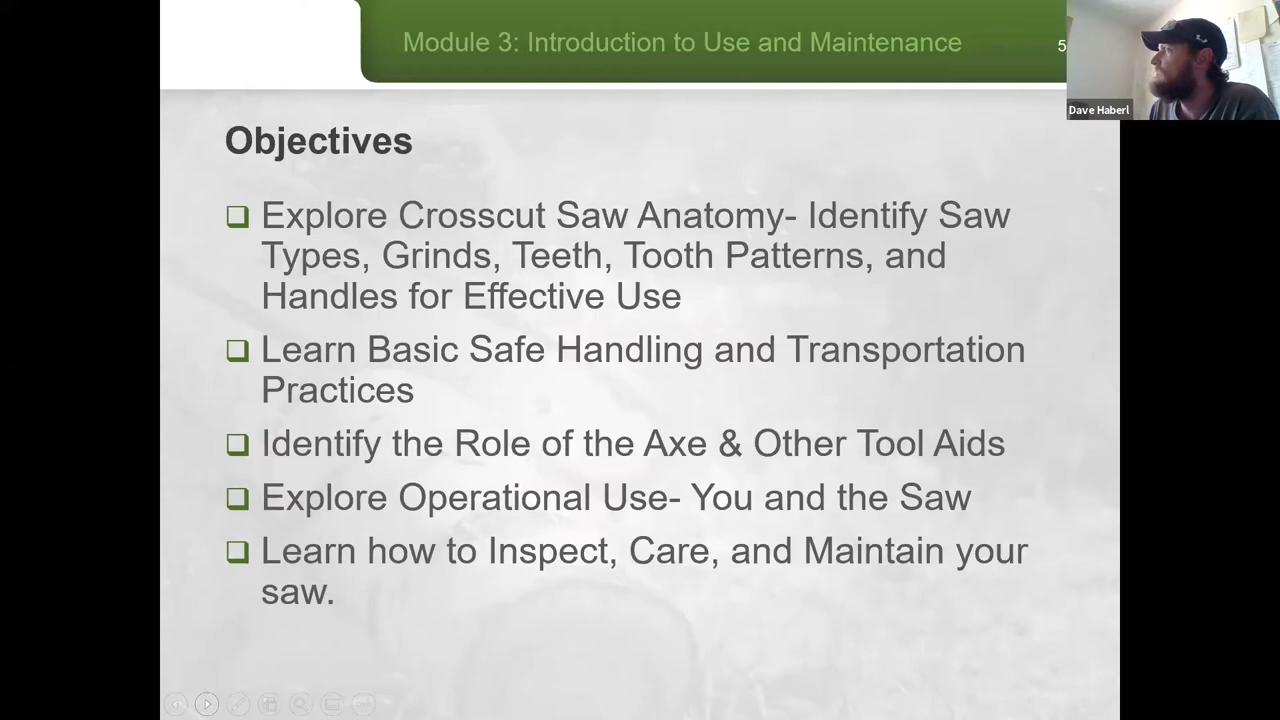 Module 3: Introduction to Use and Maintenance
5
Dave Haberl
Objectives
Explore Crosscut Saw Anatomy- Identify Saw
Types, Grinds, Teeth, Tooth Patterns, and
Handles for Effective Use
Learn Basic Safe Handling and Transportation
Practices
Identify the Role of the Axe & Other Tool Aids
Explore Operational Use- You and the Saw
Learn how to Inspect, Care, and Maintain your
saw.